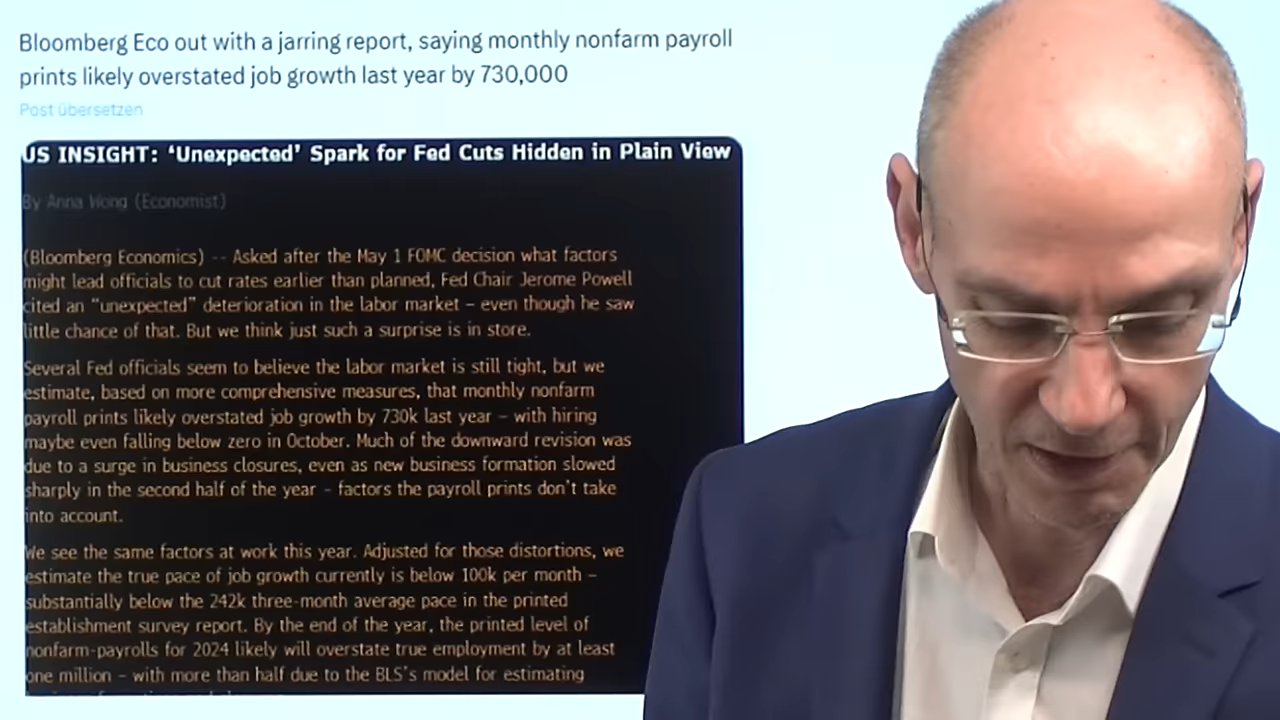 Bloomberg Eco out with a jarring report, saying monthly nonfarm payroll
prints likely overstated job growth last year by 730,000
Post übersetzen
US INSIGHT: ‘Unexpected’ Spark for Fed Cuts Hidden in Plain View
By Anna Wong (Economist)
(Bloomberg Economics) -- Asked after the May 1 FOMC decision what factors
might lead officials to cut rates earlier than planned, Fed Chair Jerome Powell
cited an “unexpected” deterioration in the labor market – even though he saw
little chance of that. But we think just such a surprise is in store.
Several Fed officials seem to believe the labor market is still tight, but we
estimate, based on more comprehensive measures, that monthly nonfarm
payroll prints likely overstated job growth by 730k last year – with hiring
maybe even falling below zero in October. Much of the downward revision was
due to a surge in business closures, even as new business formation slowed
sharply in the second half of the year – factors the payroll prints don’t take
into account.
We see the same factors at work this year. Adjusted for those distortions, we
estimate the true pace of job growth currently is below 100k per month –
substantially below the 242k three-month average pace in the printed
establishment survey report. By the end of the year, the printed level of
nonfarm-payrolls for 2024 likely will overstate true employment by at least
one million – with more than half due to the BLS’s model for estimating